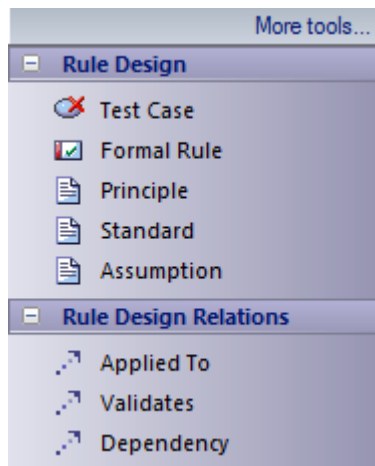 More tools...
Rule Design
Test Case
Formal Rule
Principle
Standard
Assumption
Rule Design Relations
Applied To
Validates
Dependency